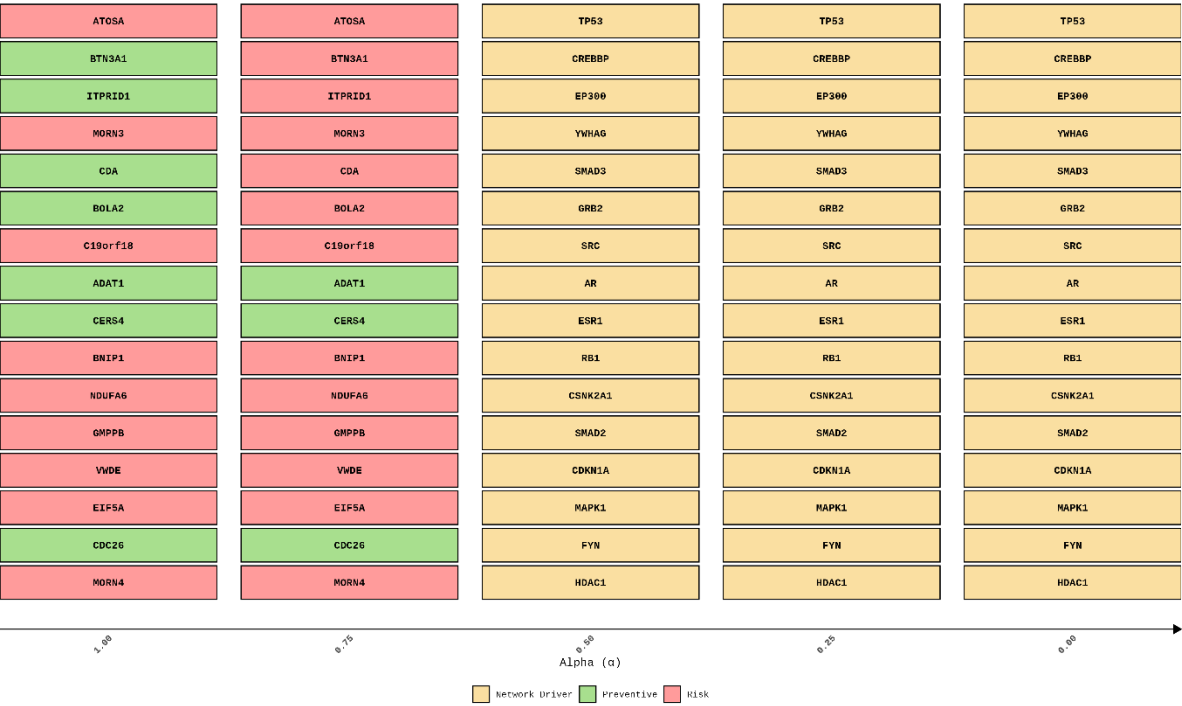 ATOSA ATOSA TP53 TP53 TP53
BTN3A1 BTN3A1 CREBBP CREBBP CREBBP
ITPRID1 ITPRID1 EP300 EP300 EP300
MORN3 MORN3 YWHAG YWHAG YWHAG
CDA CDA SMAD3 SMAD3 SMAD3
BOLA2 BOLA2 GRB2 GRB2 GRB2
C19orf18 C19orf18 SRC SRC SRC
ADAT1 ADAT1 AR AR AR
CERS4 CERS4 ESR1 ESR1 ESR1
BNIP1 BNIP1 RB1 RB1 RB1
NDUFA6 NDUFA6 CSNK2A1 CSNK2A1 CSNK2A1
GMPPB GMPPB SMAD2 SMAD2 SMAD2
VWDE VWDE CDKN1A CDKN1A CDKN1A
EIF5A EIF5A MAPK1 MAPK1 MAPK1
CDC26 CDC26 FYN FYN FYN
MORN4 MORN4 HDAC1 HDAC1 HDAC1
1.00 0.75 0.50 0.25 0.00
Alpha (α)
Network Driver Preventive Risk